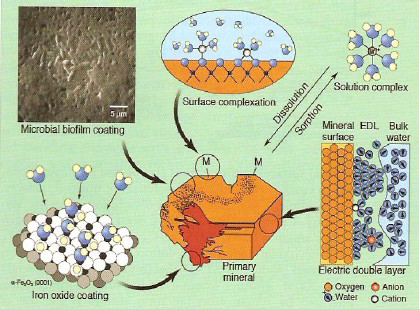 5 μm
Microbial biofilm coating
Surface complexation
Dissolution
Sorption
Solution complex
Mineral surface
EDL
Bulk water
M
M
Primary
mineral
α-Fe₂O₃ (0001)
Iron oxide coating
Electric double layer
Oxygen
Anion
Water
Cation